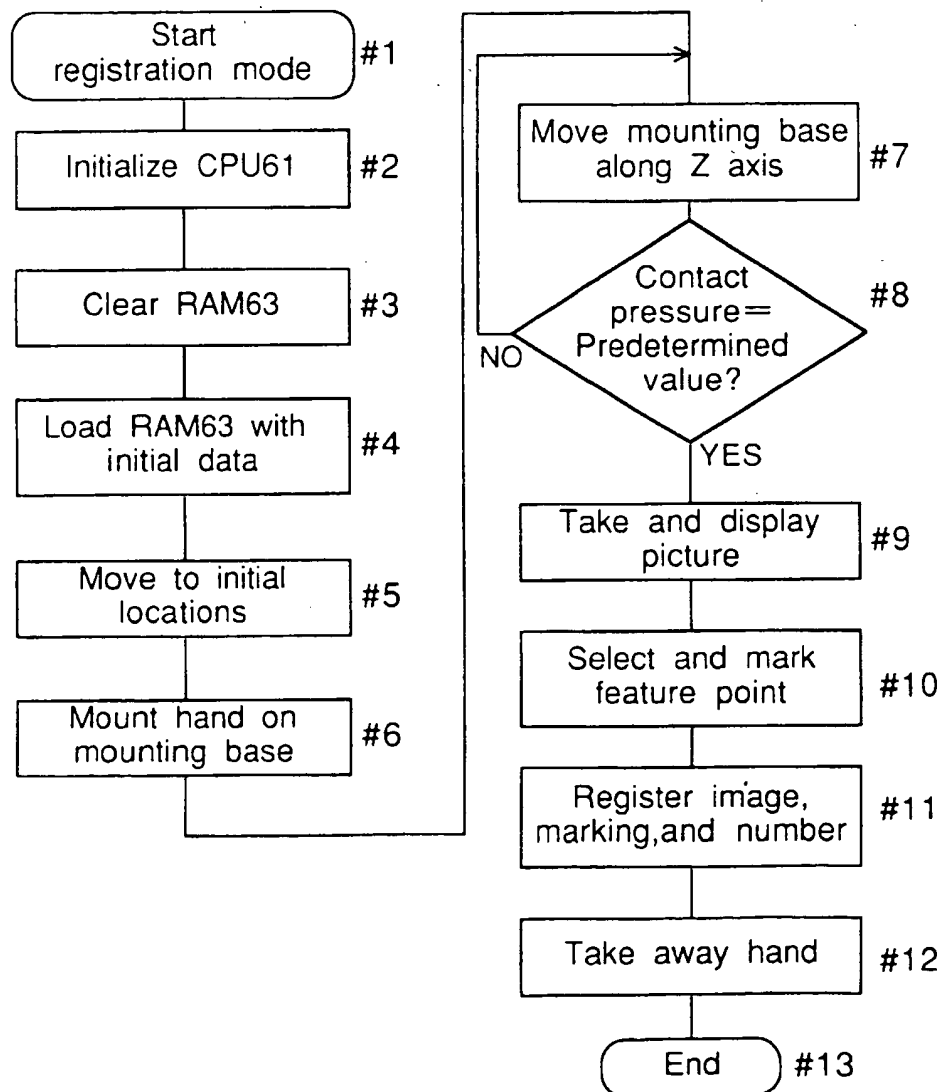 Start
registration mode
#1
Initialize CPU61
#2
Clear RAM63
#3
Load RAM63 with
initial data
#4
Move to initial
locations
#5
Mount hand on
mounting base
#6
Move mounting base
along Z axis
#7
Contact
pressure=
Predetermined
value?
#8
NO
YES
Take and display
picture
#9
Select and mark
feature point
#10
Register image,
marking,and number
#11
Take away hand
#12
End
#13